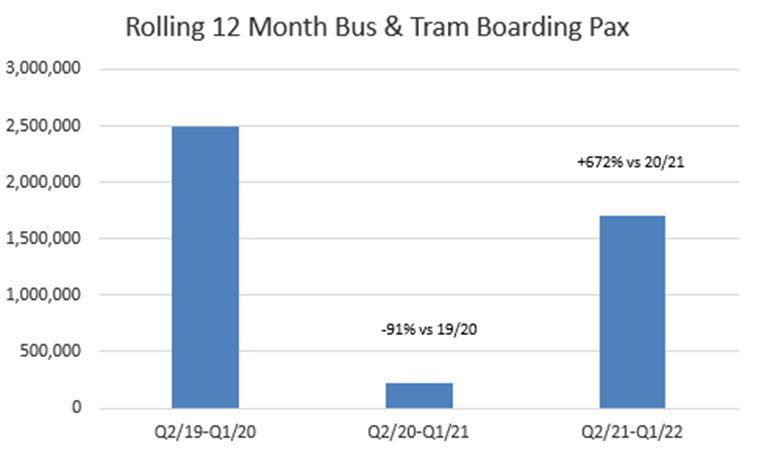 Rolling 12 Month Bus & Tram Boarding Pax
3,000,000
2,500,000
2,000,000
1,500,000
1,000,000
500,000
0
+672% vs 20/21
-91% vs 19/20
Q2/19-Q1/20
Q2/20-Q1/21
Q2/21-Q1/22